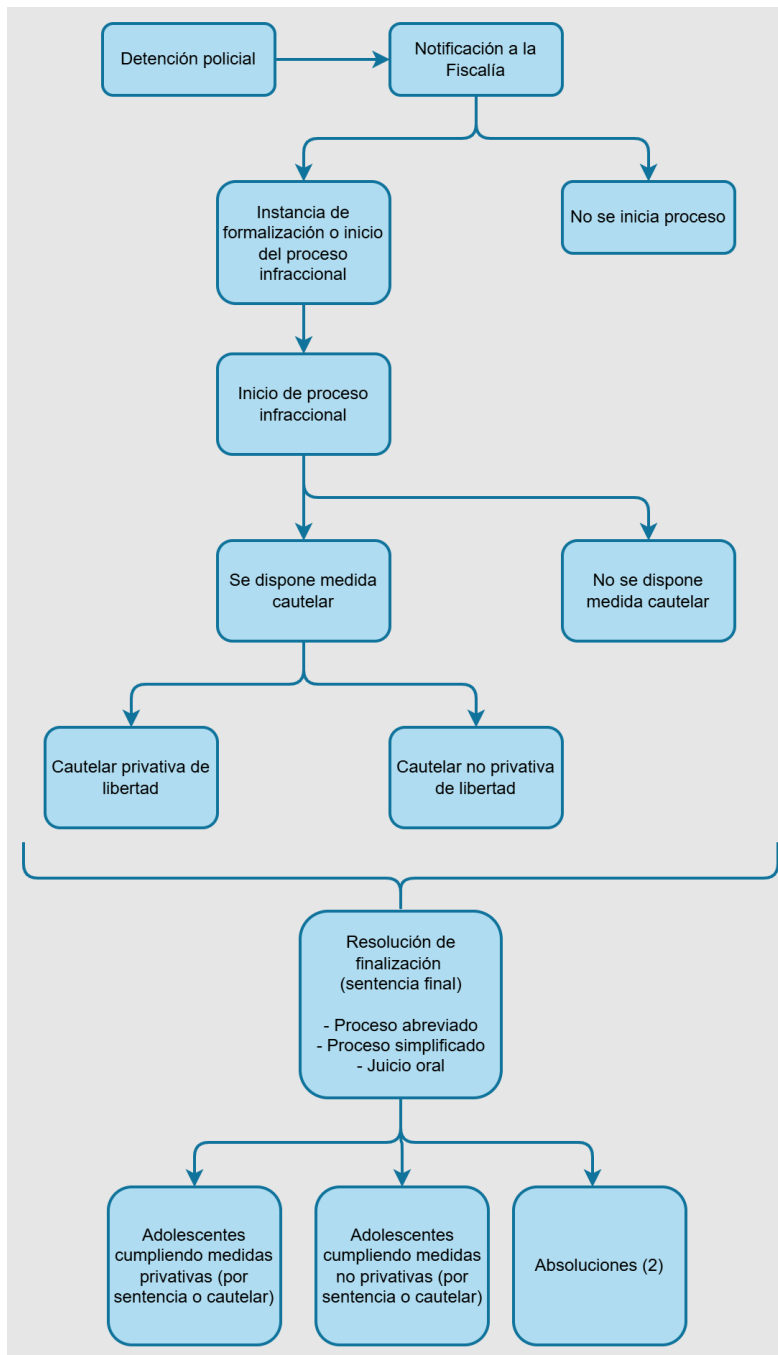 Detención policial
Notificación a la
Fiscalía
Instancia de
formalización o inicio
del proceso
infraccional
No se inicia proceso
Inicio de proceso
infraccional
Se dispone medida
cautelar
No se dispone
medida cautelar
Cautelar privativa de
libertad
Cautelar no privativa
de libertad
Resolución de
finalización
(sentencia final)
- Proceso abreviado
- Proceso simplificado
- Juicio oral
Adolescentes
cumpliendo medidas
privativas (por
sentencia o cautelar)
Adolescentes
cumpliendo medidas
no privativas (por
sentencia o cautelar)
Absoluciones (2)